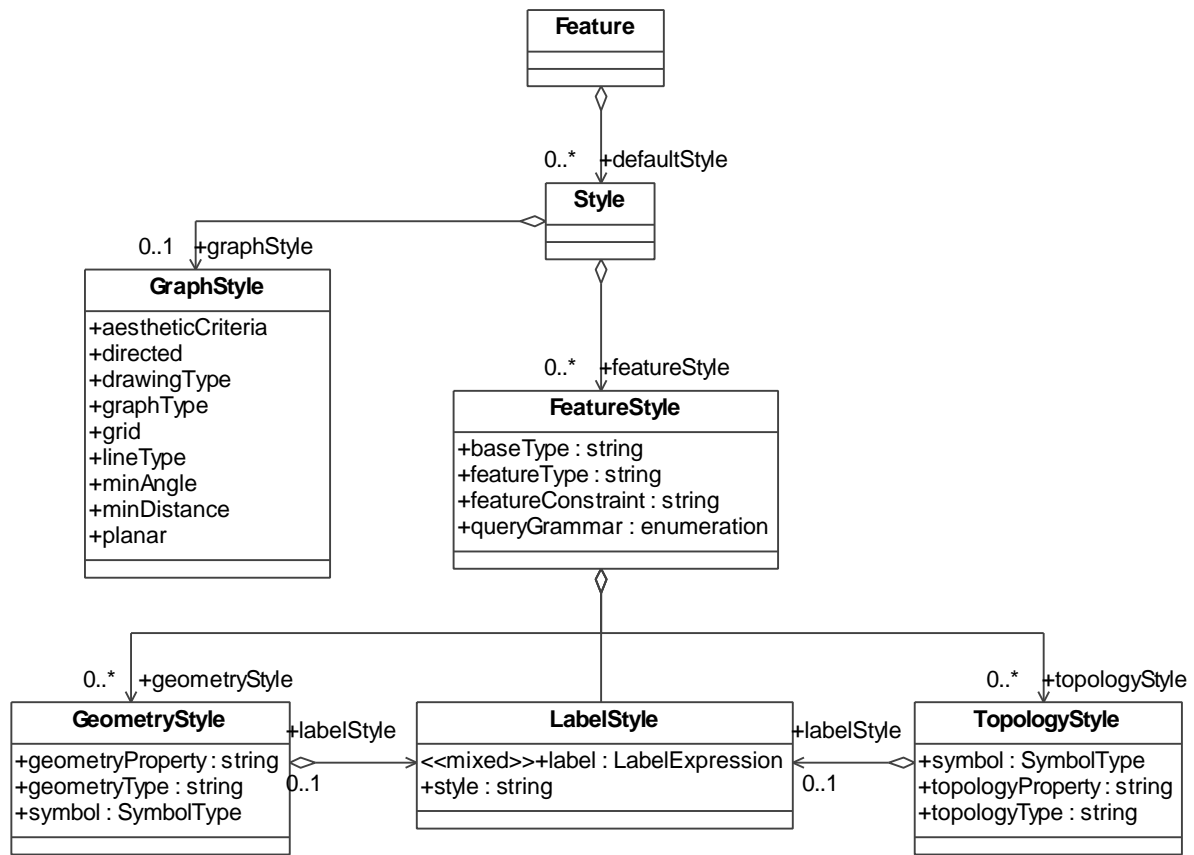 Feature
0..* +defaultStyle
Style
0..1 +graphStyle
GraphStyle
+aestheticCriteria
+directed
+drawingType
+graphType
+grid
+lineType
+minAngle
+minDistance
+planar
0..* +featureStyle
FeatureStyle
+baseType : string
+featureType : string
+featureConstraint : string
+queryGrammar : enumeration
0..* +geometryStyle
GeometryStyle
+geometryProperty : string
+geometryType : string
+symbol : SymbolType
+labelStyle
0..1
LabelStyle
<<mixed>>+label : LabelExpression
+style : string
+labelStyle
0..1
0..* +topologyStyle
TopologyStyle
+symbol : SymbolType
+topologyProperty : string
+topologyType : string